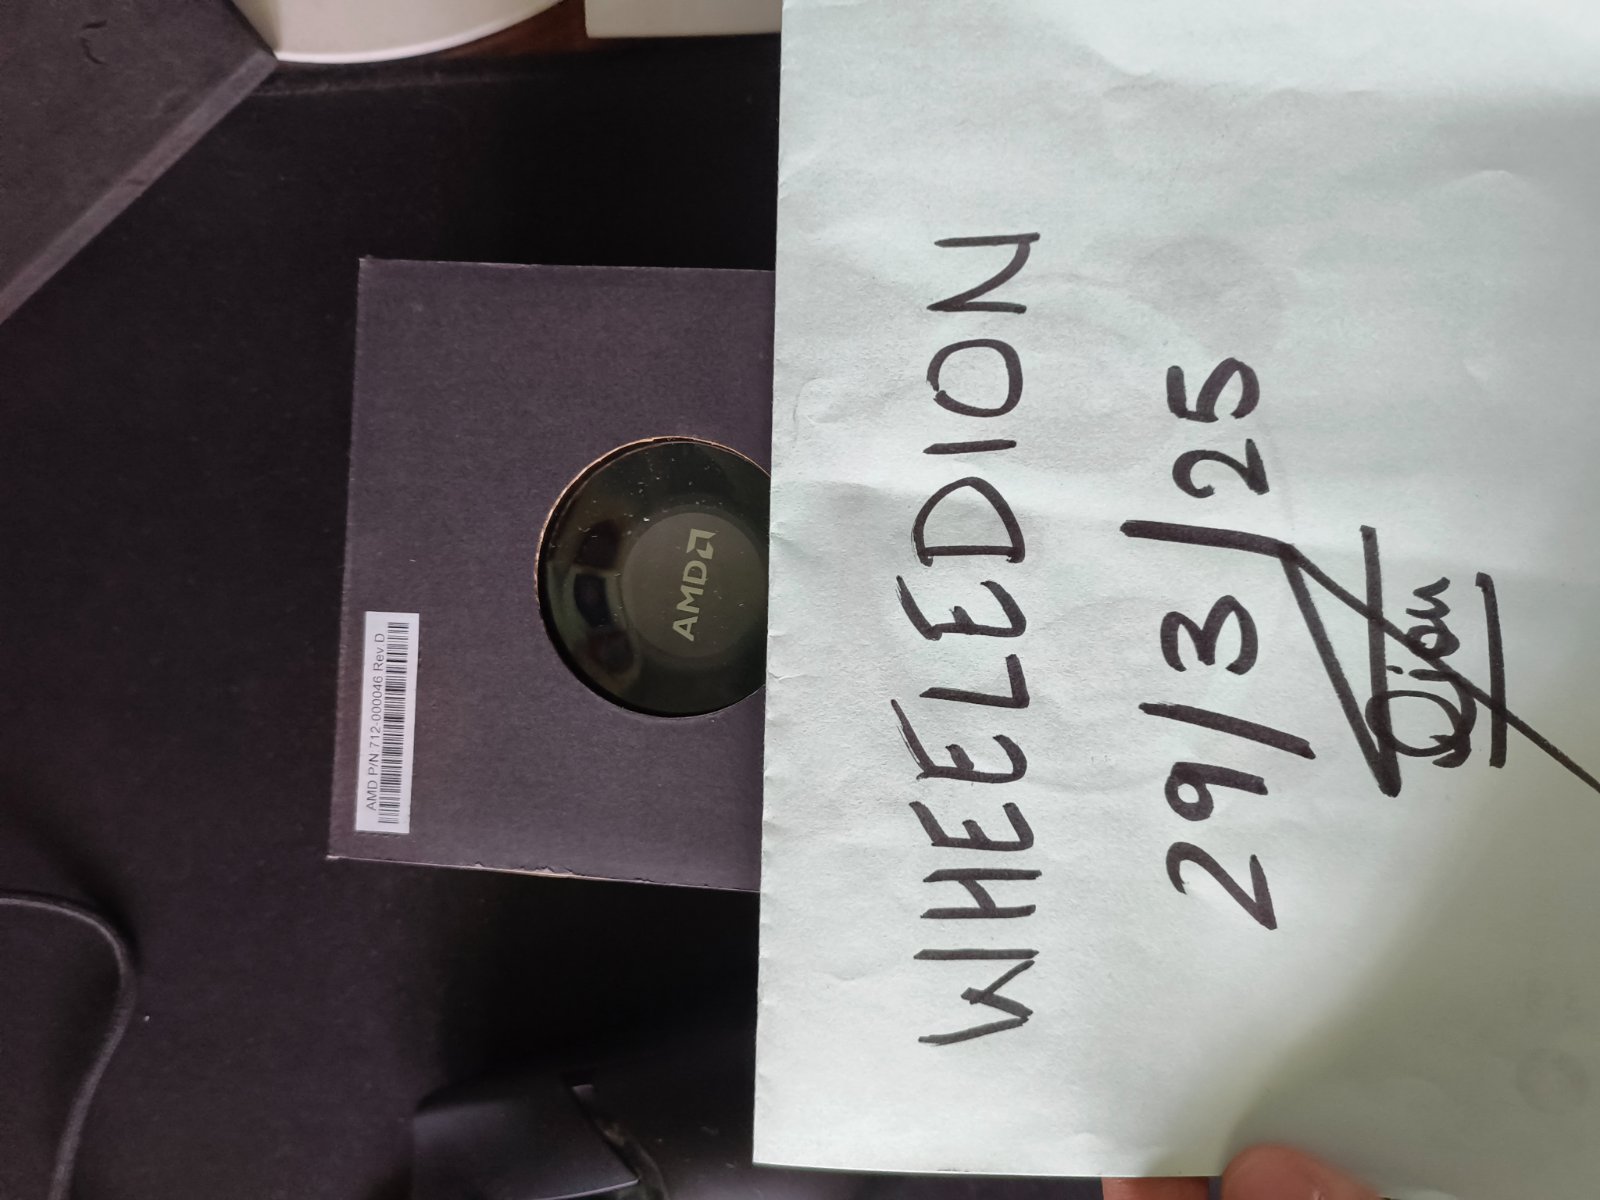 AMD P/N 712-000046 Rev D
AMD
WHEELEDION
29/3/25